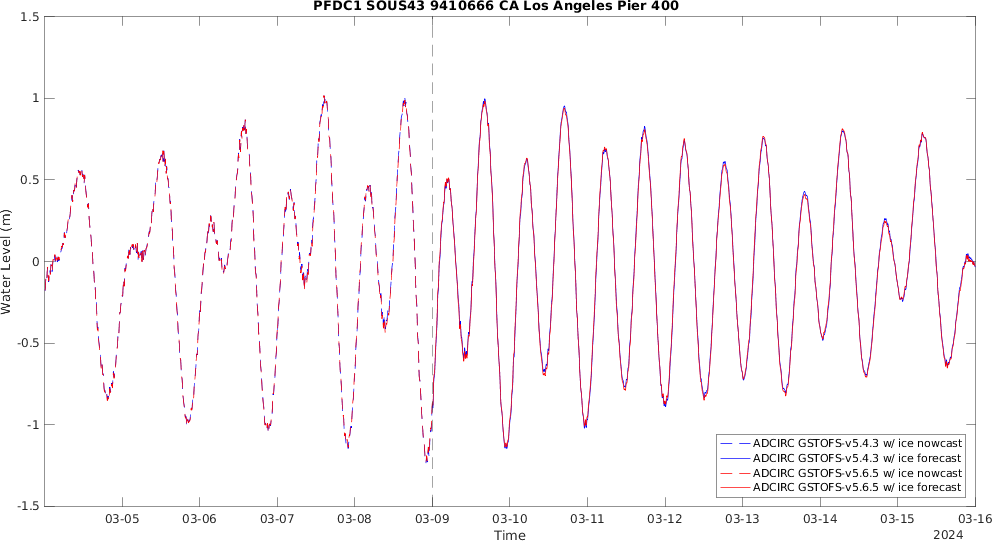 PFDC1 SOUS43 9410666 CA Los Angeles Pier 400
1.5
1
0.5
0
-0.5
-1
-1.5
Water Level (m)
03-05 03-06 03-07 03-08 03-09 03-10 03-11 03-12 03-13 03-14 03-15 03-16
Time
2024
ADCIRC GSTOFS-v5.4.3 w/ ice nowcast
ADCIRC GSTOFS-v5.4.3 w/ ice forecast
ADCIRC GSTOFS-v5.6.5 w/ ice nowcast
ADCIRC GSTOFS-v5.6.5 w/ ice forecast